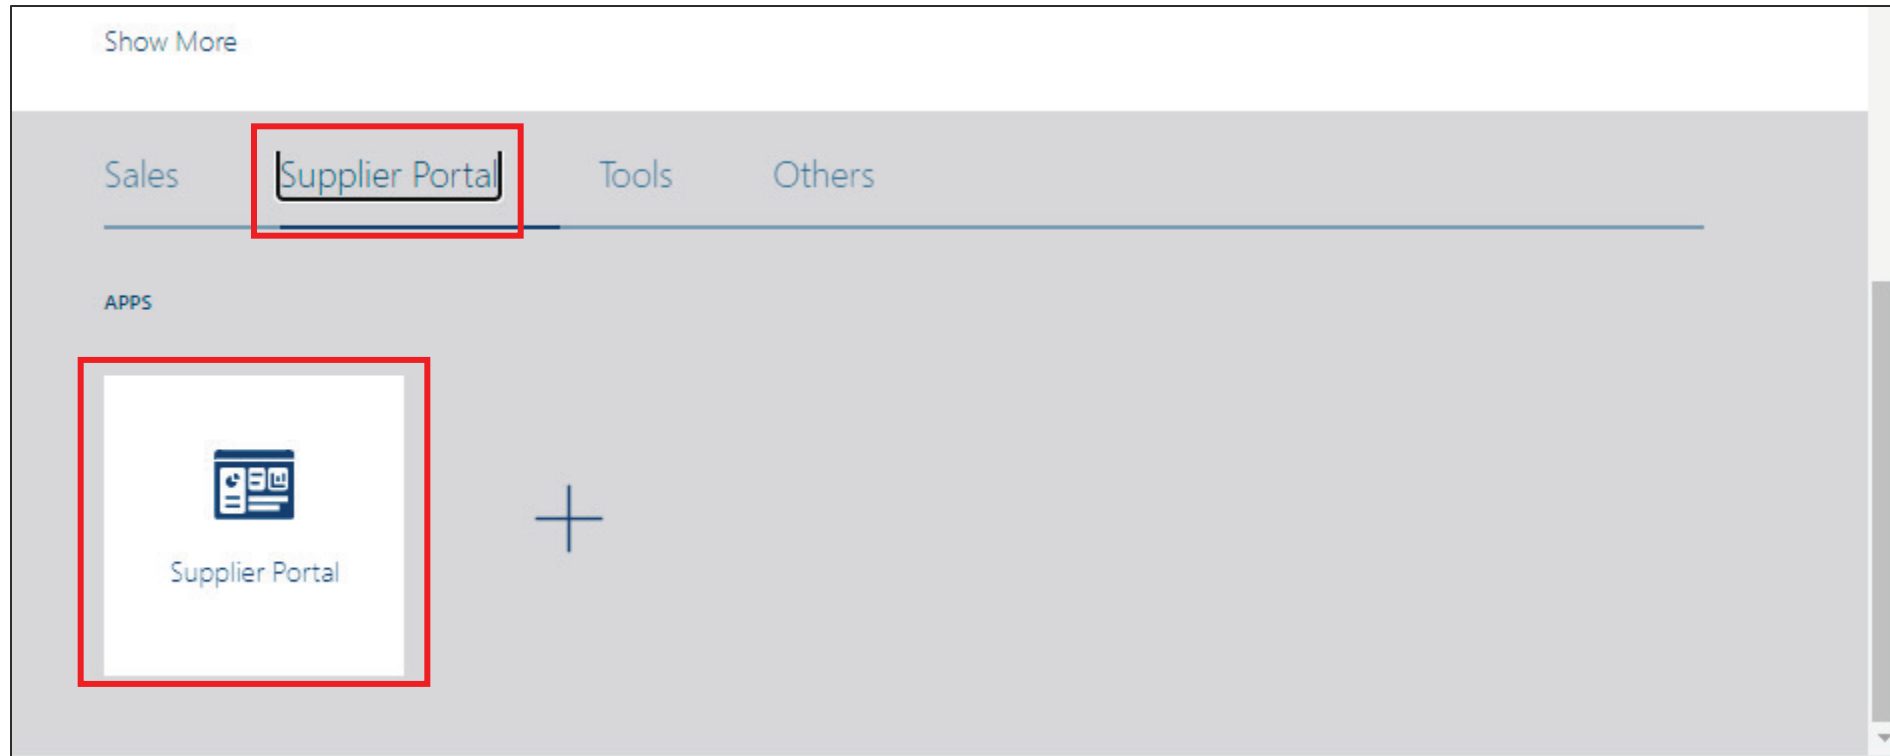 Show More
Sales Supplier Portal Tools Others
APPS
Supplier Portal